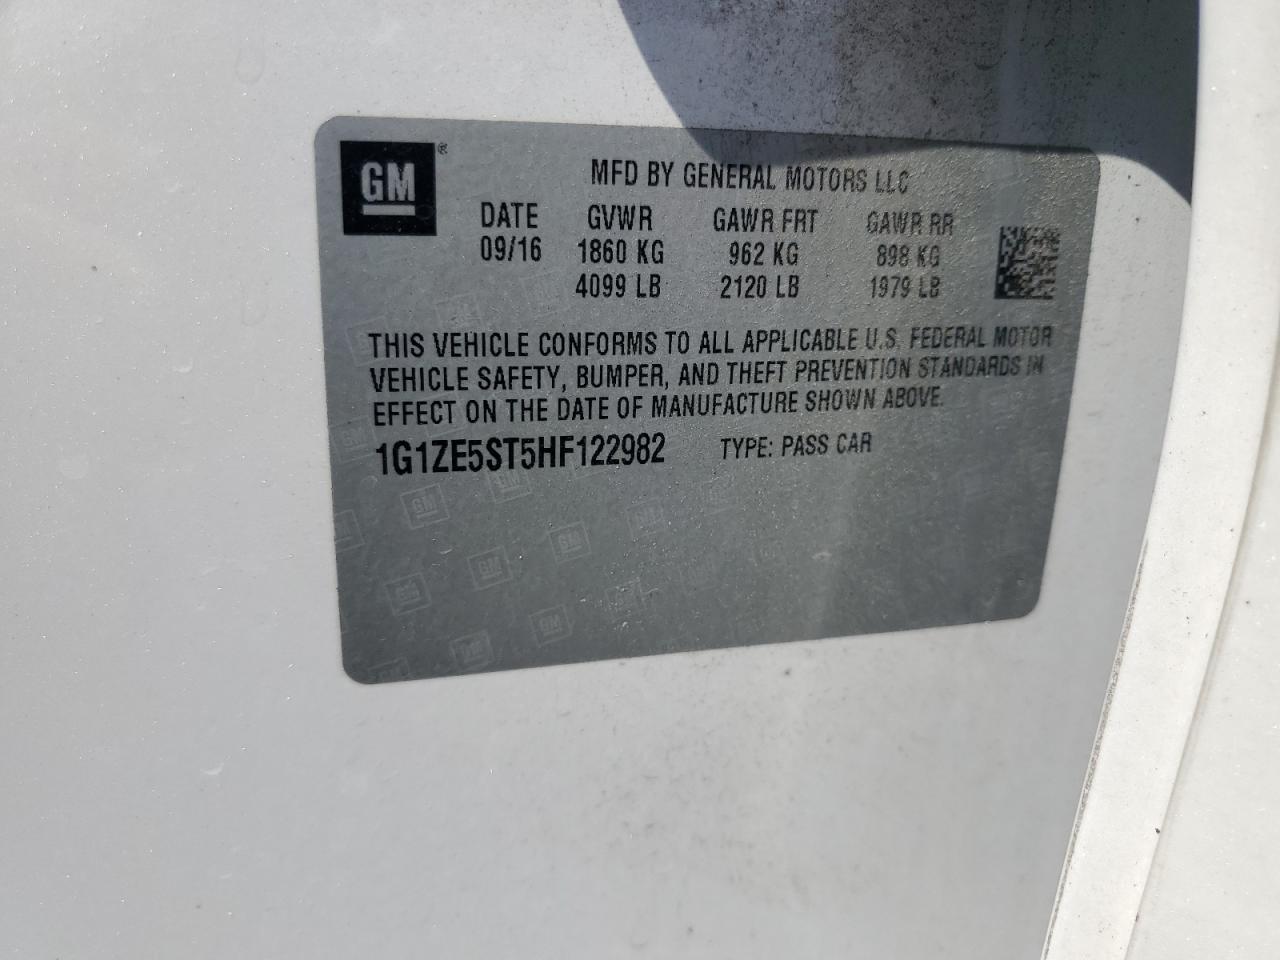 GM ®
MFD BY GENERAL MOTORS LLC
DATE GVWR GAWR FRT GAWR RR
09/16 1860 KG 962 KG 898 KG
4099 LB 2120 LB 1979 LB
THIS VEHICLE CONFORMS TO ALL APPLICABLE U.S. FEDERAL MOTOR
VEHICLE SAFETY, BUMPER, AND THEFT PREVENTION STANDARDS IN
EFFECT ON THE DATE OF MANUFACTURE SHOWN ABOVE.
1G1ZE5ST5HF122982 TYPE: PASS CAR